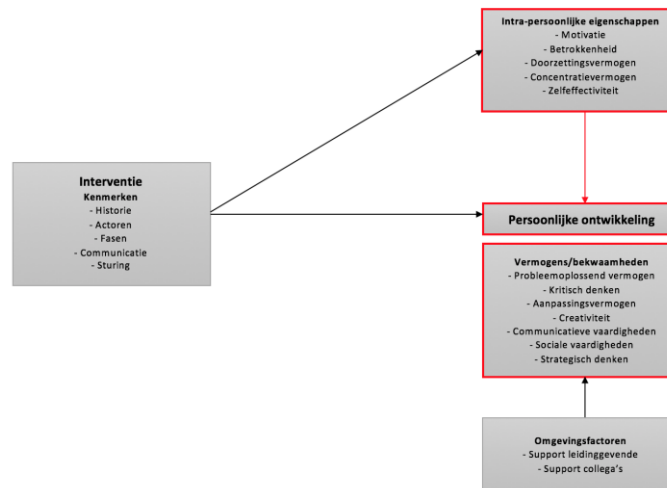 Intra-persoonlijke eigenschappen
- Motivatie
- Betrokkenheid
- Doorzettingsvermogen
- Concentratievermogen
- Zelfeffectiviteit
Interventie
Kenmerken
- Historie
- Actoren
- Fasen
- Communicatie
- Sturing
Persoonlijke ontwikkeling
Vermogens/bekwaamheden
- Probleemoplossend vermogen
- Kritisch denken
- Aanpassingsvermogen
- Creativiteit
- Communicatieve vaardigheden
- Sociale vaardigheden
- Strategisch denken
Omgevingsfactoren
- Support leidinggevende
- Support collega's